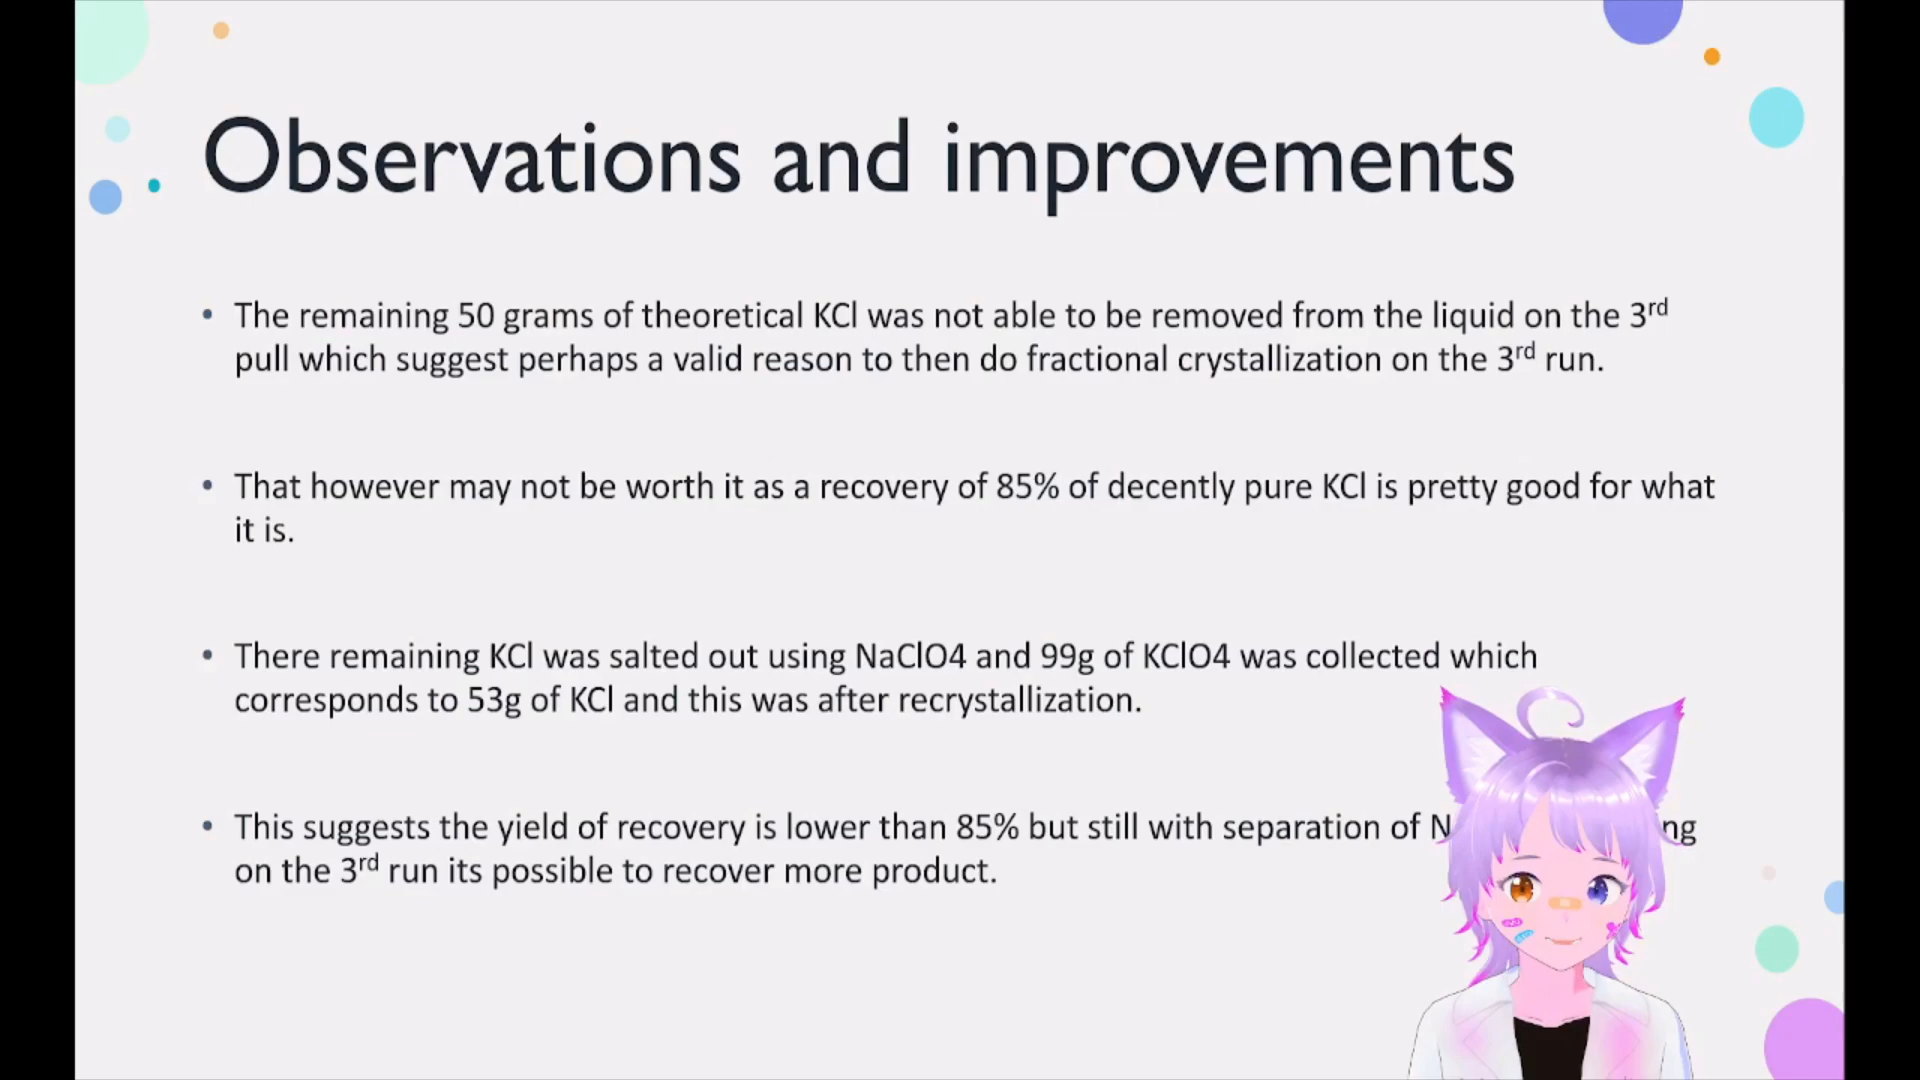 Observations and improvements
• The remaining 50 grams of theoretical KCl was not able to be removed from the liquid on the 3rd
pull which suggest perhaps a valid reason to then do fractional crystallization on the 3rd run.
• That however may not be worth it as a recovery of 85% of decently pure KCl is pretty good for what
it is.
• There remaining KCl was salted out using NaClO4 and 99g of KClO4 was collected which
corresponds to 53g of KCl and this was after recrystallization.
• This suggests the yield of recovery is lower than 85% but still with separation of
on the 3rd run its possible to recover more product.